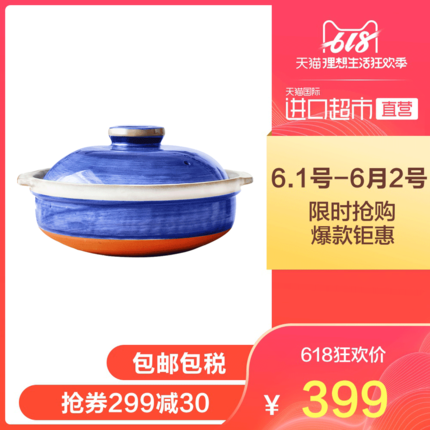 618
天猫理想生活狂欢季
天猫国际
进口超市 直营
6.1号-6月2号
限时抢购
爆款钜惠
包邮包税
抢券299减30
618狂欢价
¥ 399